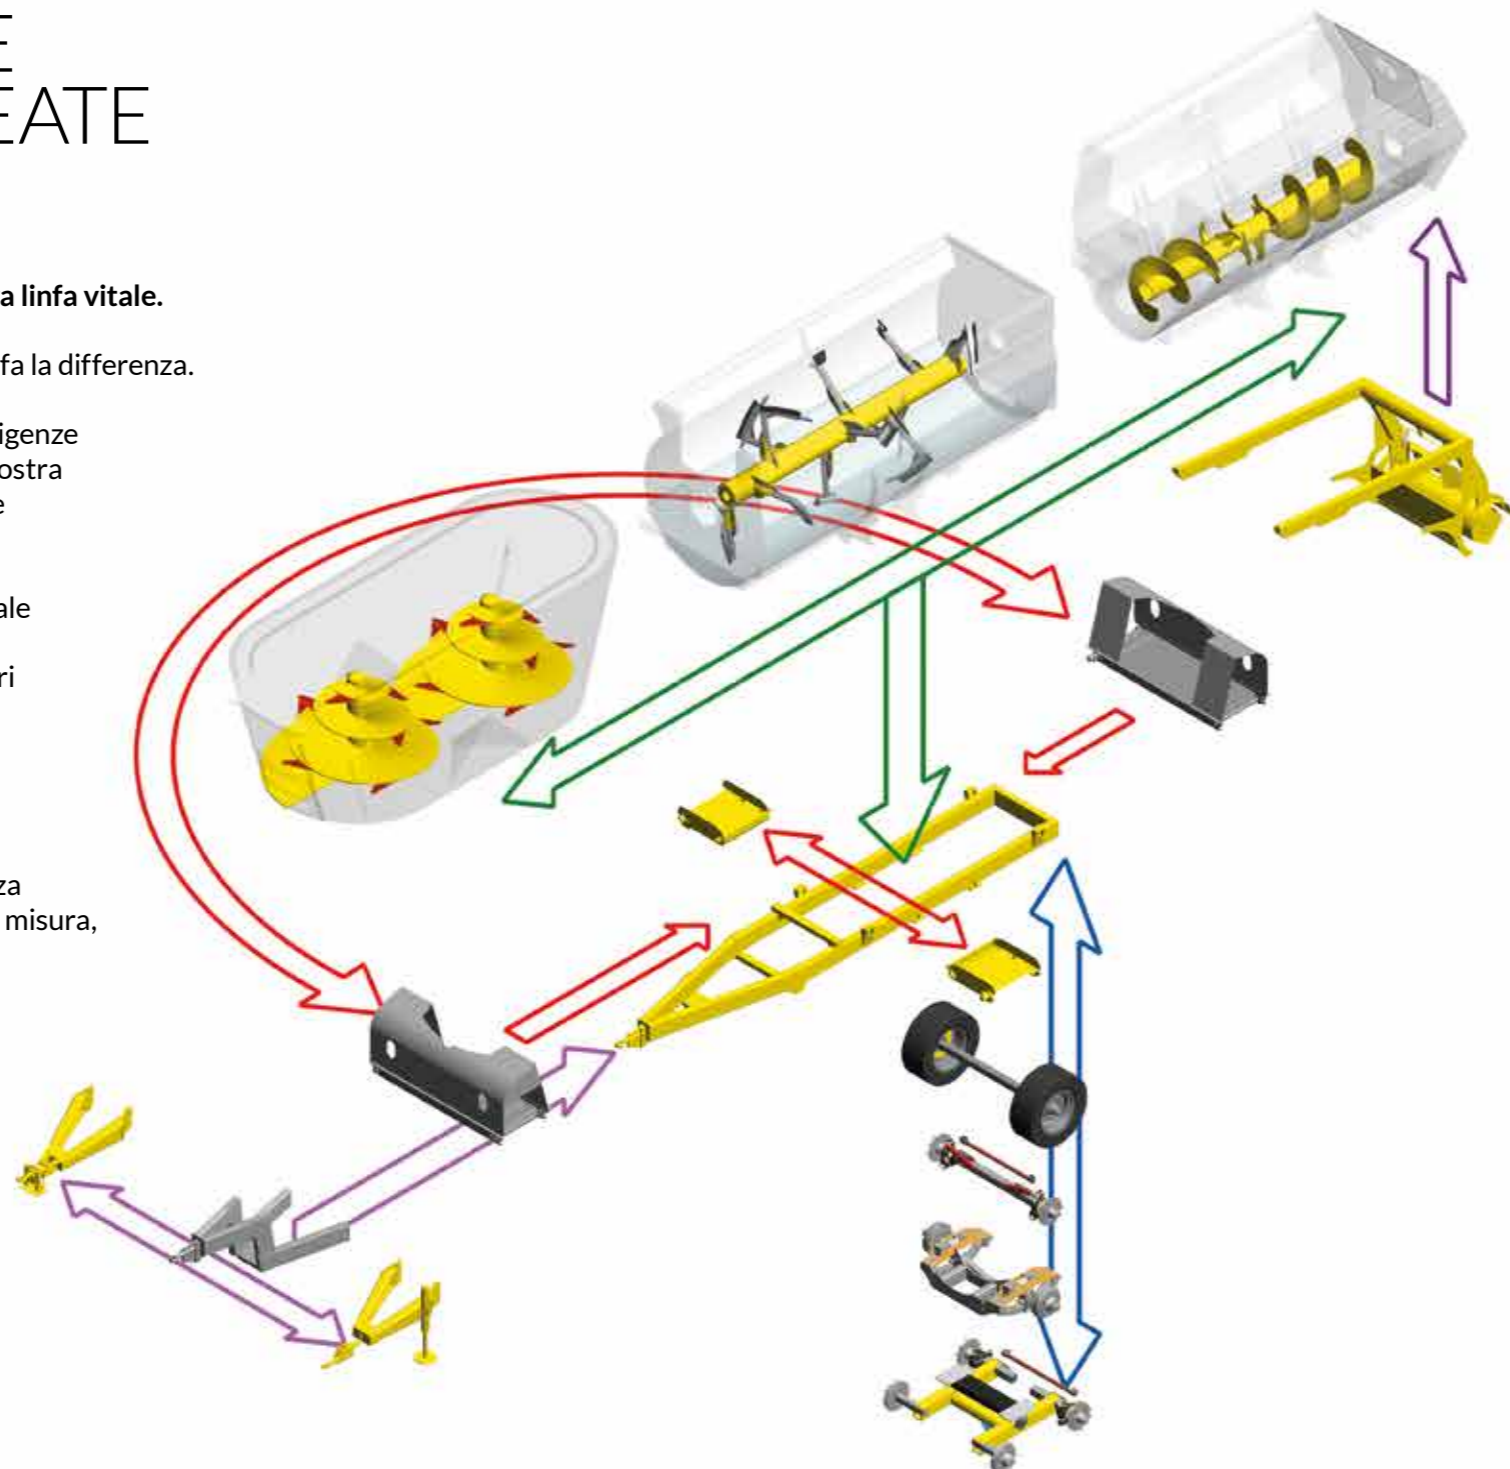 E
EATE
a linfa vitale.
fa la differenza.
igenze
ostra
e
ale
ri
za
misura,